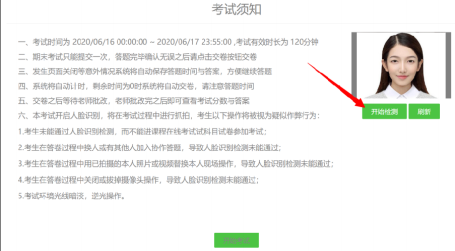 考试须知
一、考试时间为 2020/06/16 00:00:00 ~ 2020/06/17 23:55:00 ,考试有效时长为 120分钟
二、期末考试只能提交一次，答题完毕确认无误之后请点击交卷按钮交卷
三、发生页面关闭等意外情况系统将自动保存答题时间与答案，方便继续答题
四、系统将自动计时，剩余时间为0时系统将自动交卷，请注意答题时间
五、交卷之后等待老师批改，老师批改完之后即可查看考试分数与答案
六、本考试开启人脸识别，将在考试过程中进行抓拍，考生以下操作将被视为疑似作弊行为：
开始检测
刷新
1.考生未能通过人脸识别检测，而不能进课程在线考试试科目试卷参加考试；
2.考生在答卷过程中换人或有其他人加入协作答题，导致人脸识别检测未能通过；
3.考生在答卷过程中用已拍摄的本人照片或视频替换本人现场操作，导致人脸识别检测未能通过；
4.考生在答卷过程中关闭或拔掉摄像头操作，导致人脸识别检测未能通过；
5.考试环境光线暗淡，逆光操作。